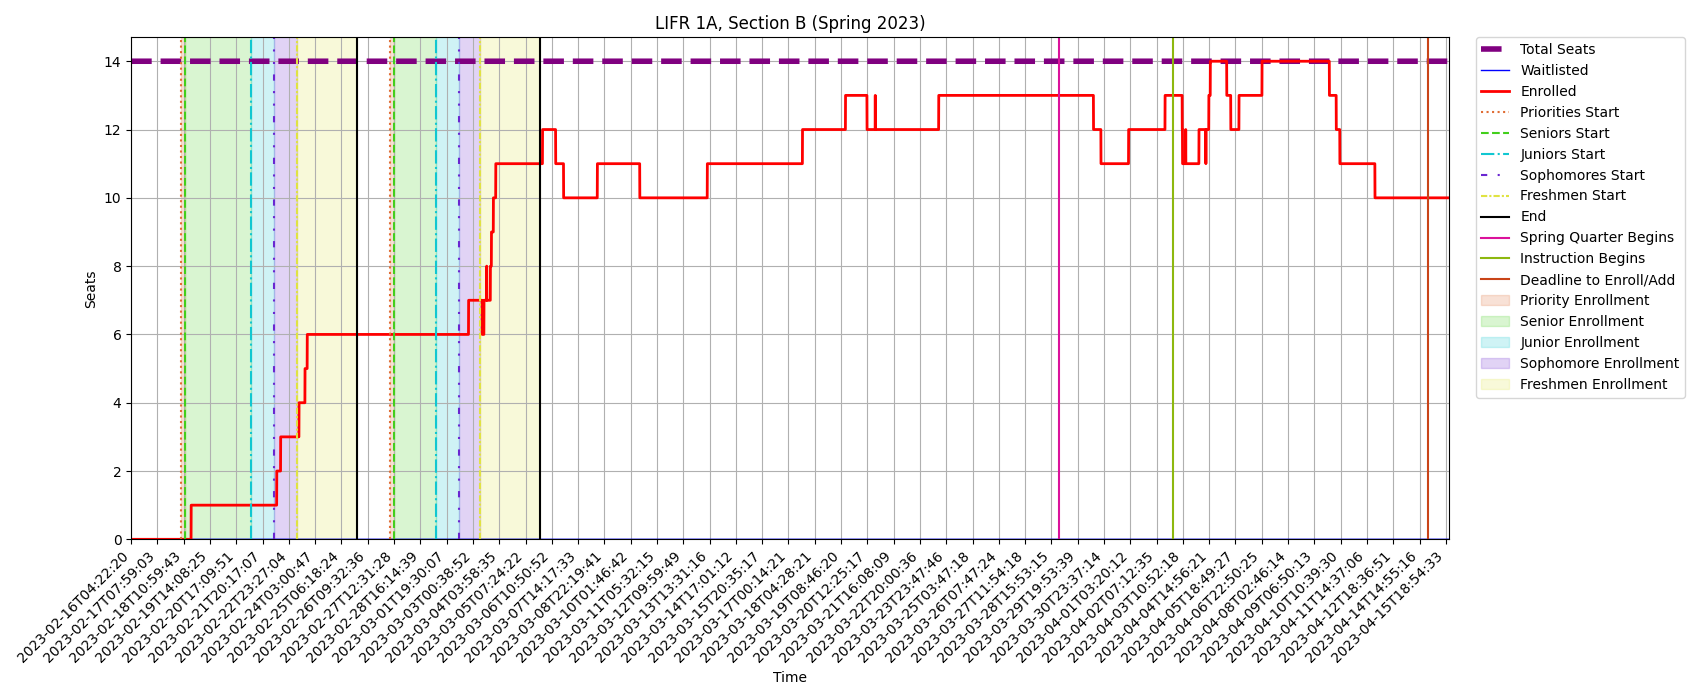 LIFR 1A, Section B (Spring 2023)
Seats
14
12
10
8
6
4
2
0
2023-02-16T04:22:20
2023-02-17T07:59:03
2023-02-18T10:59:43
2023-02-19T14:08:25
2023-02-20T17:09:51
2023-02-21T20:17:07
2023-02-22T23:27:04
2023-02-24T03:00:47
2023-02-25T06:18:24
2023-02-26T09:32:36
2023-02-27T12:31:28
2023-02-28T16:14:39
2023-03-01T19:30:07
2023-03-03T00:38:52
2023-03-04T03:58:35
2023-03-05T07:24:22
2023-03-06T10:50:52
2023-03-07T14:17:33
2023-03-08T22:19:41
2023-03-10T01:46:42
2023-03-11T05:32:15
2023-03-12T09:59:49
2023-03-13T13:31:16
2023-03-14T17:01:12
2023-03-15T20:35:17
2023-03-17T00:14:21
2023-03-18T04:28:21
2023-03-19T08:46:20
2023-03-20T12:25:17
2023-03-21T16:08:09
2023-03-22T20:00:36
2023-03-23T23:47:46
2023-03-25T03:47:18
2023-03-26T07:47:24
2023-03-27T11:54:18
2023-03-28T15:53:15
2023-03-29T19:53:39
2023-03-30T23:37:14
2023-04-01T03:20:12
2023-04-02T07:12:35
2023-04-03T10:52:18
2023-04-04T14:56:21
2023-04-05T18:49:27
2023-04-06T22:50:25
2023-04-08T02:46:14
2023-04-09T06:50:13
2023-04-10T10:39:30
2023-04-11T14:37:06
2023-04-12T18:36:51
2023-04-14T14:55:16
2023-04-15T18:54:33
Time
Total Seats
Waitlisted
Enrolled
Priorities Start
Seniors Start
Juniors Start
Sophomores Start
Freshmen Start
End
Spring Quarter Begins
Instruction Begins
Deadline to Enroll/Add
Priority Enrollment
Senior Enrollment
Junior Enrollment
Sophomore Enrollment
Freshmen Enrollment